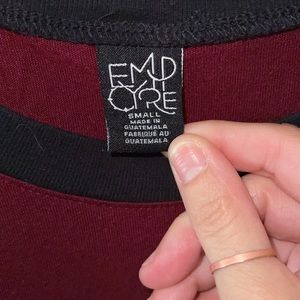 EMP
YRE
SMALL
MADE IN
GUATEMALA
FABRIQUÉ AU
GUATEMALA